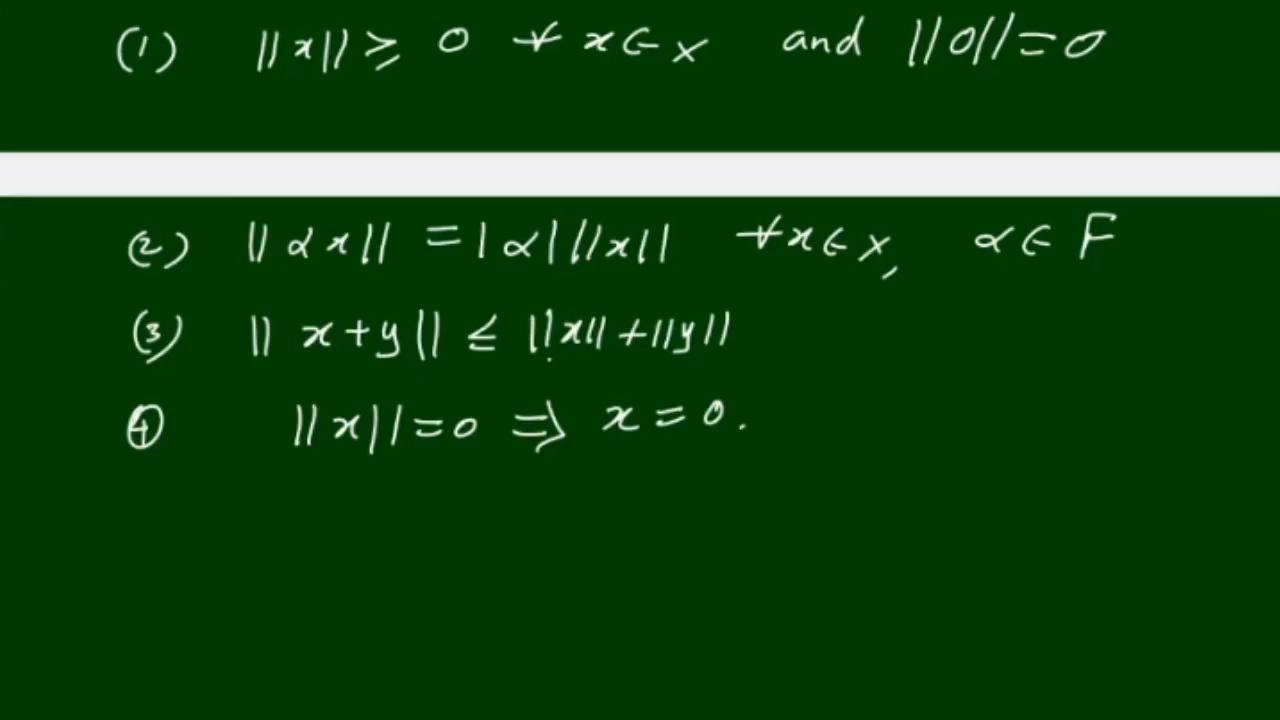 (1) ||x|| ≥ 0 ∀ x ∈ X and ||0|| = 0
(2) ||αx|| = |α| ||x|| ∀ x ∈ X, α ∈ F
(3) ||x+y|| ≤ ||x|| + ||y||
④ ||x|| = 0 ⇒ x = 0.